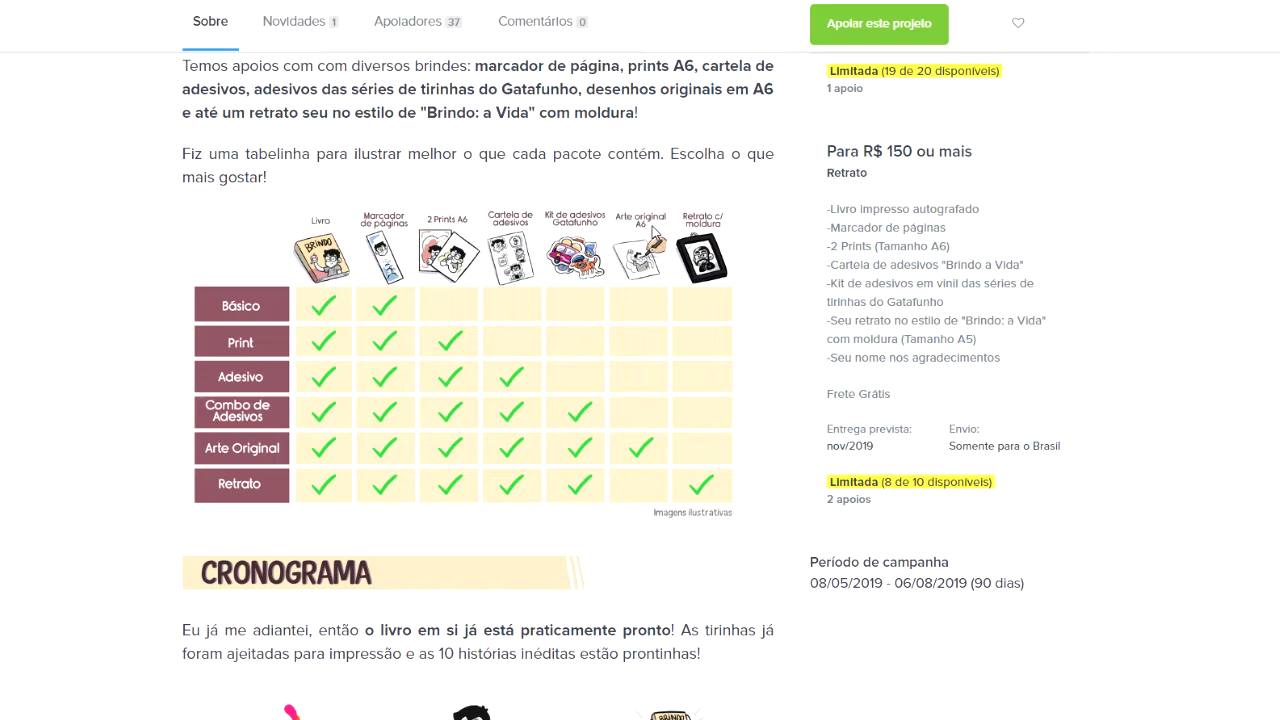 Sobre
Novidades 1
Apoiadores 37
Comentários 0
Apoiar este projeto
Temos apoios com com diversos brindes: marcador de página, prints A6, cartela de
adesivos, adesivos das séries de tirinhas do Gatafunho, desenhos originais em A6
e até um retrato seu no estilo de "Brindo: a Vida" com moldura!
Fiz uma tabelinha para ilustrar melhor o que cada pacote contém. Escolha o que
mais gostar!
Livro
Marcador
de páginas
2 Prints A6
Cartela de
adesivos
Kit de adesivos
Gatafunho
Arte original
A6
Retrato c/
moldura
BRINDO
Básico
Print
Adesivo
Combo de
Adesivos
Arte Original
Retrato
Imagens ilustrativas
CRONOGRAMA
Eu já me adiantei, então o livro em si já está praticamente pronto! As tirinhas já
foram ajeitadas para impressão e as 10 histórias inéditas estão prontinhas!
BRINDO
Limitada (19 de 20 disponíveis)
1 apoio
Para R$ 150 ou mais
Retrato
-Livro impresso autografado
-Marcador de páginas
-2 Prints (Tamanho A6)
-Cartela de adesivos "Brindo a Vida"
-Kit de adesivos em vinil das séries de
tirinhas do Gatafunho
-Seu retrato no estilo de "Brindo: a Vida"
com moldura (Tamanho A5)
-Seu nome nos agradecimentos
Frete Grátis
Entrega prevista:
nov/2019
Envio:
Somente para o Brasil
Limitada (8 de 10 disponíveis)
2 apoios
Período de campanha
08/05/2019 - 06/08/2019 (90 dias)